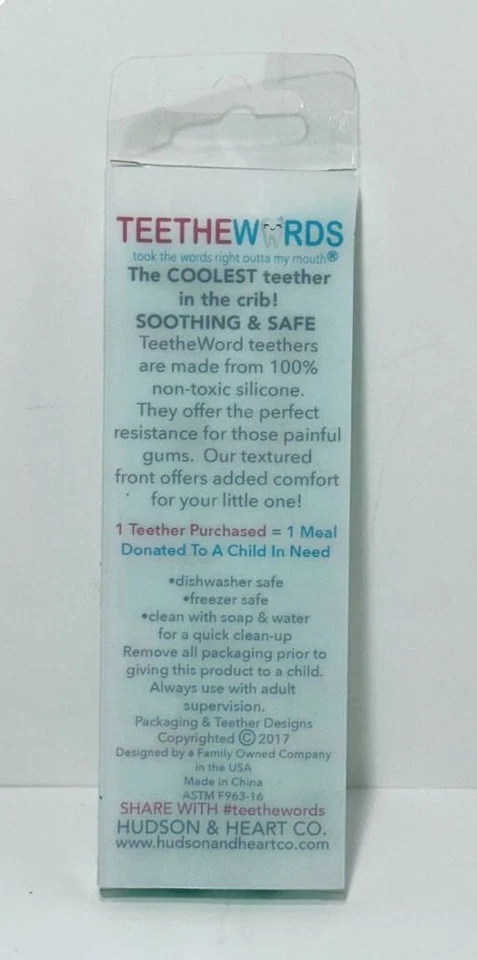 TEETHEWORDS
took the words right outta my mouth®
The COOLEST teether
in the crib!
SOOTHING & SAFE
TeetheWord teethers
are made from 100%
non-toxic silicone.
They offer the perfect
resistance for those painful
gums. Our textured
front offers added comfort
for your little one!
1 Teether Purchased = 1 Meal
Donated To A Child In Need
•dishwasher safe
•freezer safe
•clean with soap & water
for a quick clean-up
Remove all packaging prior to
giving this product to a child.
Always use with adult
supervision.
Packaging & Teether Designs
Copyrighted © 2017
Designed by a Family Owned Company
in the USA
Made in China
ASTM F963-16
SHARE WITH #teethewords
HUDSON & HEART CO.
www.hudsonandheartco.com